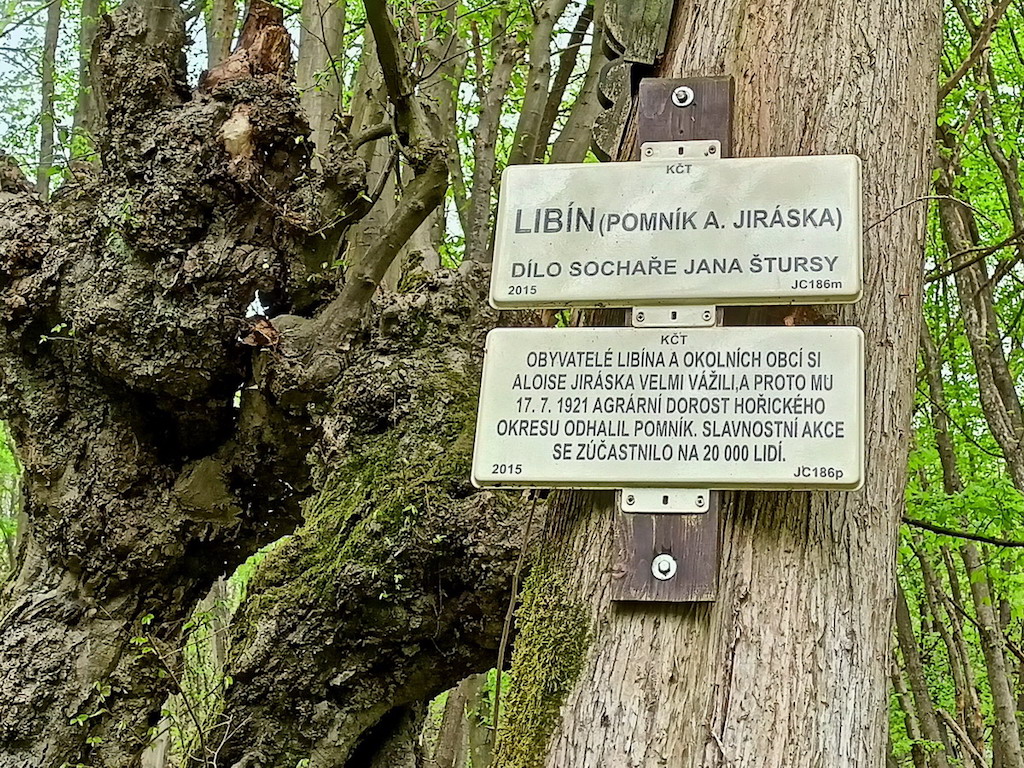 KČT
LIBÍN (POMNÍK A. JIRÁSKA)
DÍLO SOCHAŘE JANA ŠTURSY
2015 JC186m
KČT
OBYVATELÉ LIBÍNA A OKOLNÍCH OBCÍ SI
ALOISE JIRÁSKA VELMI VÁŽILI,A PROTO MU
17. 7. 1921 AGRÁRNÍ DOROST HOŘICKÉHO
OKRESU ODHALIL POMNÍK. SLAVNOSTNÍ AKCE
SE ZÚČASTNILO NA 20 000 LIDÍ.
2015 JC186p